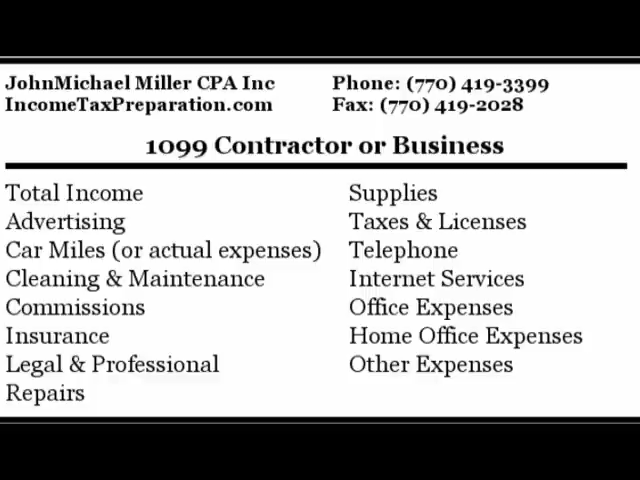 JohnMichael Miller CPA Inc
IncomeTaxPreparation.com
Phone: (770) 419-3399
Fax: (770) 419-2028
1099 Contractor or Business
Total Income
Advertising
Car Miles (or actual expenses)
Cleaning & Maintenance
Commissions
Insurance
Legal & Professional
Repairs
Supplies
Taxes & Licenses
Telephone
Internet Services
Office Expenses
Home Office Expenses
Other Expenses